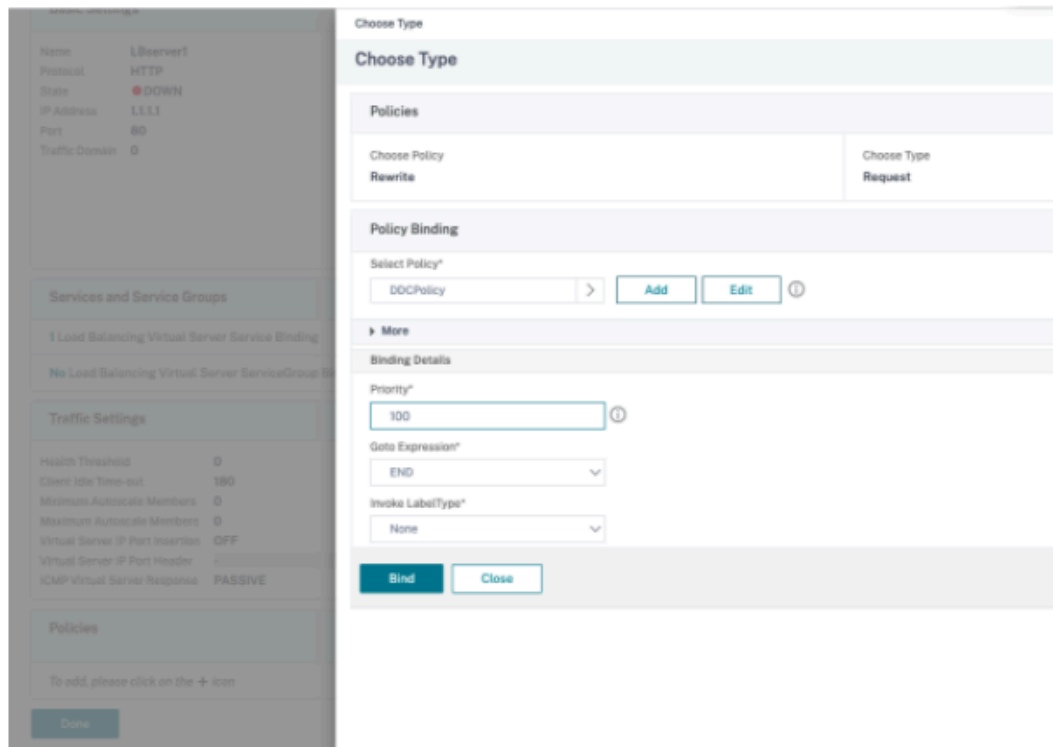 Basic Settings
Name LBserver1
Protocol HTTP
State DOWN
IP Address 1.1.1.1
Port 80
Traffic Domain 0
Services and Service Groups
1 Load Balancing Virtual Server Service Binding
No Load Balancing Virtual Server ServiceGroup Bi
Traffic Settings
Health Threshold 0
Client Idle Time-out 180
Minimum Autoscale Members 0
Maximum Autoscale Members 0
Virtual Server IP Port Insertion OFF
Virtual Server IP Port Header -
ICMP Virtual Server Response PASSIVE
Policies
To add, please click on the + icon
Done
Choose Type
Choose Type
Policies
Choose Policy
Rewrite
Choose Type
Request
Policy Binding
Select Policy*
DDCPolicy > Add Edit
More
Binding Details
Priority*
100
Goto Expression*
END
Invoke LabelType*
None
Bind Close